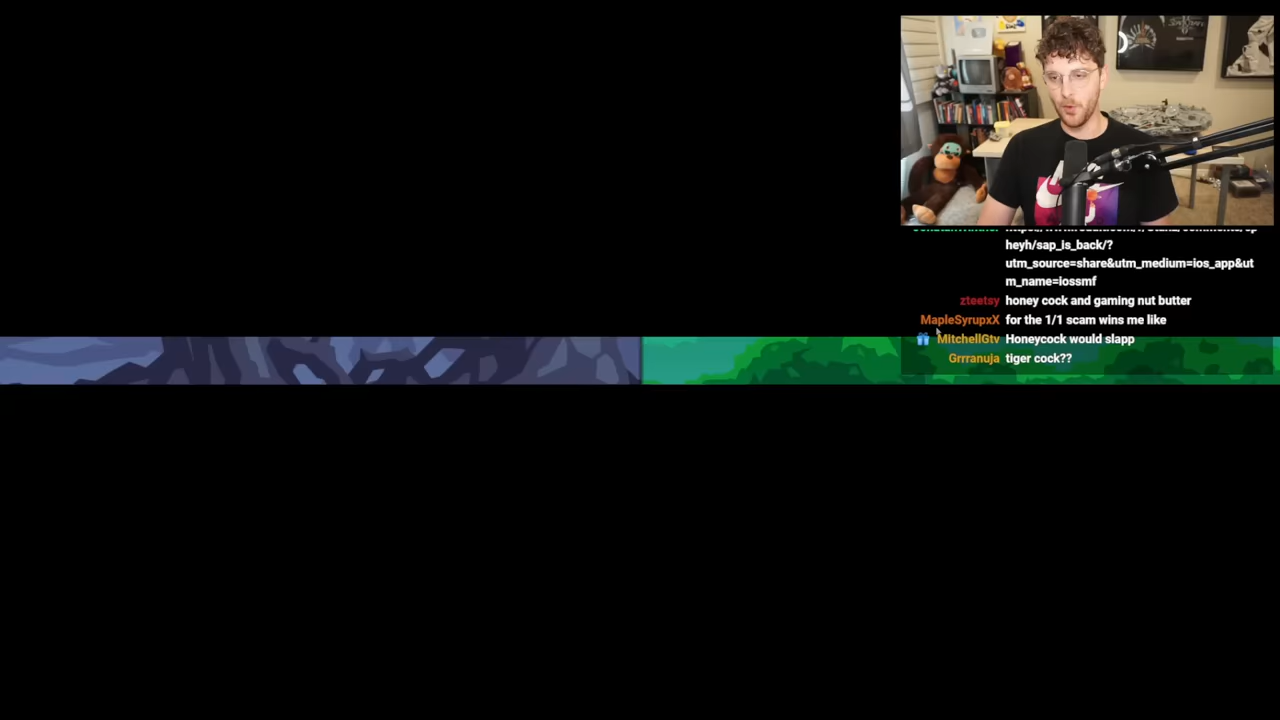 heyh/sap_is_back/?
utm_source=share&utm_medium=ios_app&ut
m_name=iossmf
zteetsy honey cock and gaming nut butter
MapleSyrupxX for the 1/1 scam wins me like
MitchellGtv Honeycock would slapp
Grrranuja tiger cock??